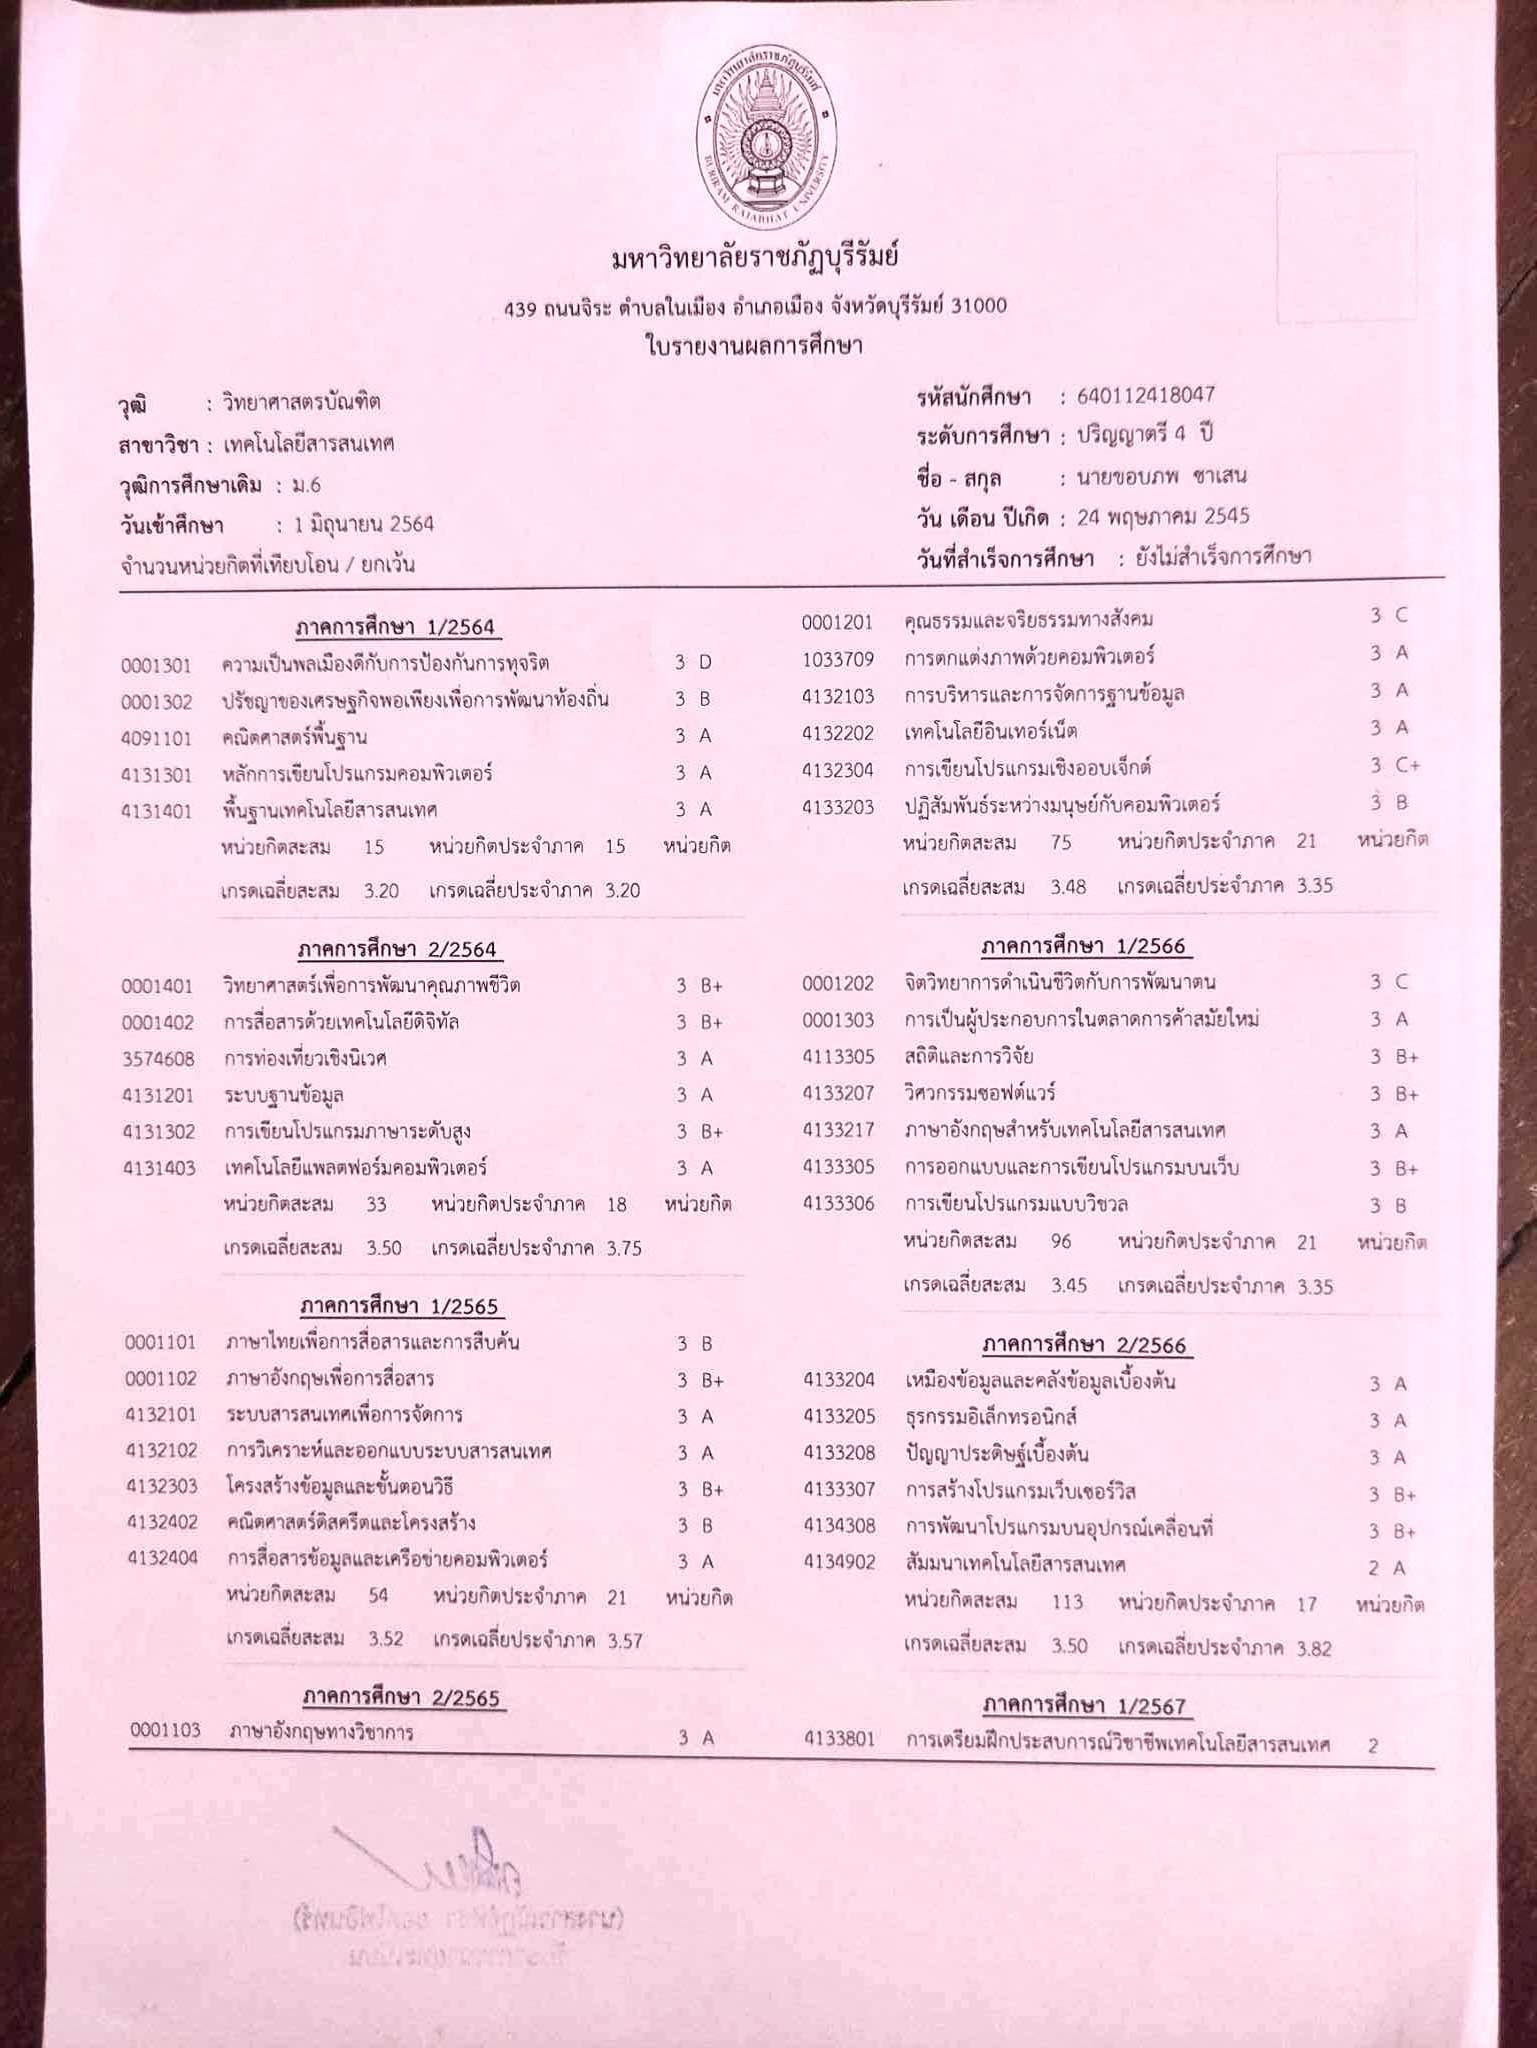 มหาวิทยาลัยราชภัฏบุรีรัมย์
BURIRAM RAJABHAT UNIVERSITY
มหาวิทยาลัยราชภัฏบุรีรัมย์
439 ถนนจิระ ตำบลในเมือง อำเภอเมือง จังหวัดบุรีรัมย์ 31000
ใบรายงานผลการศึกษา
วุฒิ : วิทยาศาสตรบัณฑิต
สาขาวิชา : เทคโนโลยีสารสนเทศ
วุฒิการศึกษาเดิม : ม.6
วันเข้าศึกษา : 1 มิถุนายน 2564
จำนวนหน่วยกิตที่เทียบโอน / ยกเว้น
รหัสนักศึกษา : 640112418047
ระดับการศึกษา : ปริญญาตรี 4 ปี
ชื่อ - สกุล : นายขอบภพ ชาเสน
วัน เดือน ปีเกิด : 24 พฤษภาคม 2545
วันที่สำเร็จการศึกษา : ยังไม่สำเร็จการศึกษา
ภาคการศึกษา 1/2564
0001301 ความเป็นพลเมืองดีกับการป้องกันการทุจริต 3 D
0001302 ปรัชญาของเศรษฐกิจพอเพียงเพื่อการพัฒนาท้องถิ่น 3 B
4091101 คณิตศาสตร์พื้นฐาน 3 A
4131301 หลักการเขียนโปรแกรมคอมพิวเตอร์ 3 A
4131401 พื้นฐานเทคโนโลยีสารสนเทศ 3 A
หน่วยกิตสะสม 15 หน่วยกิตประจำภาค 15 หน่วยกิต
เกรดเฉลี่ยสะสม 3.20 เกรดเฉลี่ยประจำภาค 3.20
ภาคการศึกษา 2/2564
0001401 วิทยาศาสตร์เพื่อการพัฒนาคุณภาพชีวิต 3 B+
0001402 การสื่อสารด้วยเทคโนโลยีดิจิทัล 3 B+
3574608 การท่องเที่ยวเชิงนิเวศ 3 A
4131201 ระบบฐานข้อมูล 3 A
4131302 การเขียนโปรแกรมภาษาระดับสูง 3 B+
4131403 เทคโนโลยีแพลตฟอร์มคอมพิวเตอร์ 3 A
หน่วยกิตสะสม 33 หน่วยกิตประจำภาค 18 หน่วยกิต
เกรดเฉลี่ยสะสม 3.50 เกรดเฉลี่ยประจำภาค 3.75
ภาคการศึกษา 1/2565
0001101 ภาษาไทยเพื่อการสื่อสารและการสืบค้น 3 B
0001102 ภาษาอังกฤษเพื่อการสื่อสาร 3 B+
4132101 ระบบสารสนเทศเพื่อการจัดการ 3 A
4132102 การวิเคราะห์และออกแบบระบบสารสนเทศ 3 A
4132303 โครงสร้างข้อมูลและขั้นตอนวิธี 3 B+
4132402 คณิตศาสตร์ดิสครีตและโครงสร้าง 3 B
4132404 การสื่อสารข้อมูลและเครือข่ายคอมพิวเตอร์ 3 A
หน่วยกิตสะสม 54 หน่วยกิตประจำภาค 21 หน่วยกิต
เกรดเฉลี่ยสะสม 3.52 เกรดเฉลี่ยประจำภาค 3.57
ภาคการศึกษา 2/2565
0001103 ภาษาอังกฤษทางวิชาการ 3 A
0001201 คุณธรรมและจริยธรรมทางสังคม 3 C
1033709 การตกแต่งภาพด้วยคอมพิวเตอร์ 3 A
4132103 การบริหารและการจัดการฐานข้อมูล 3 A
4132202 เทคโนโลยีอินเทอร์เน็ต 3 A
4132304 การเขียนโปรแกรมเชิงออบเจ็กต์ 3 C+
4133203 ปฏิสัมพันธ์ระหว่างมนุษย์กับคอมพิวเตอร์ 3 B
หน่วยกิตสะสม 75 หน่วยกิตประจำภาค 21 หน่วยกิต
เกรดเฉลี่ยสะสม 3.48 เกรดเฉลี่ยประจำภาค 3.35
ภาคการศึกษา 1/2566
0001202 จิตวิทยาการดำเนินชีวิตกับการพัฒนาตน 3 C
0001303 การเป็นผู้ประกอบการในตลาดการค้าสมัยใหม่ 3 A
4113305 สถิติและการวิจัย 3 B+
4133207 วิศวกรรมซอฟต์แวร์ 3 B+
4133217 ภาษาอังกฤษสำหรับเทคโนโลยีสารสนเทศ 3 A
4133305 การออกแบบและการเขียนโปรแกรมบนเว็บ 3 B+
4133306 การเขียนโปรแกรมแบบวิชวล 3 B
หน่วยกิตสะสม 96 หน่วยกิตประจำภาค 21 หน่วยกิต
เกรดเฉลี่ยสะสม 3.45 เกรดเฉลี่ยประจำภาค 3.35
ภาคการศึกษา 2/2566
4133204 เหมืองข้อมูลและคลังข้อมูลเบื้องต้น 3 A
4133205 ธุรกรรมอิเล็กทรอนิกส์ 3 A
4133208 ปัญญาประดิษฐ์เบื้องต้น 3 A
4133307 การสร้างโปรแกรมเว็บเซอร์วิส 3 B+
4134308 การพัฒนาโปรแกรมบนอุปกรณ์เคลื่อนที่ 3 B+
4134902 สัมมนาเทคโนโลยีสารสนเทศ 2 A
หน่วยกิตสะสม 113 หน่วยกิตประจำภาค 17 หน่วยกิต
เกรดเฉลี่ยสะสม 3.50 เกรดเฉลี่ยประจำภาค 3.82
ภาคการศึกษา 1/2567
4133801 การเตรียมฝึกประสบการณ์วิชาชีพเทคโนโลยีสารสนเทศ 2